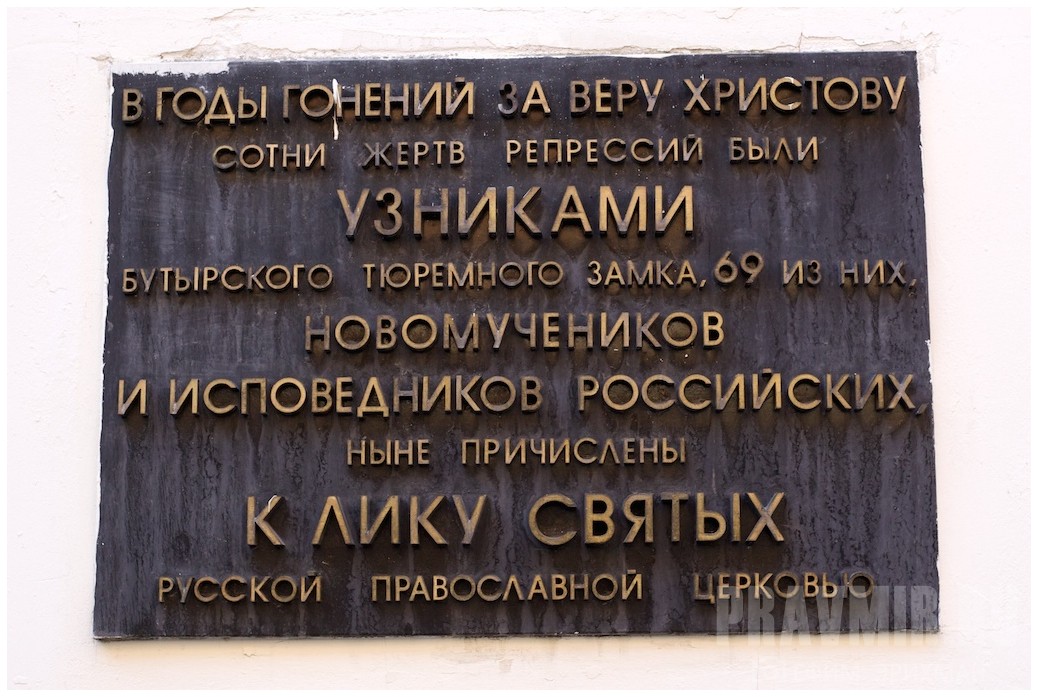 В ГОДЫ ГОНЕНИЙ ЗА ВЕРУ ХРИСТОВУ
СОТНИ ЖЕРТВ РЕПРЕССИЙ БЫЛИ
УЗНИКАМИ
БУТЫРСКОГО ТЮРЕМНОГО ЗАМКА, 69 ИЗ НИХ,
НОВОМУЧЕНИКОВ
И ИСПОВЕДНИКОВ РОССИЙСКИХ,
НЫНЕ ПРИЧИСЛЕНЫ
К ЛИКУ СВЯТЫХ
РУССКОЙ ПРАВОСЛАВНОЙ ЦЕРКОВЬЮ